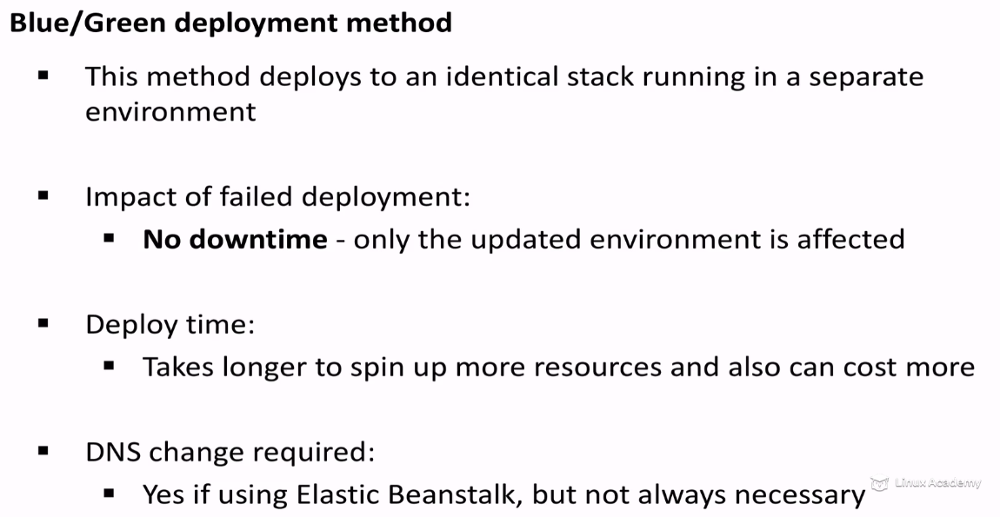 Blue/Green deployment method
▪ This method deploys to an identical stack running in a separate
environment
▪ Impact of failed deployment:
▪ No downtime - only the updated environment is affected
▪ Deploy time:
▪ Takes longer to spin up more resources and also can cost more
▪ DNS change required:
▪ Yes if using Elastic Beanstalk, but not always necessary
Linux Academy